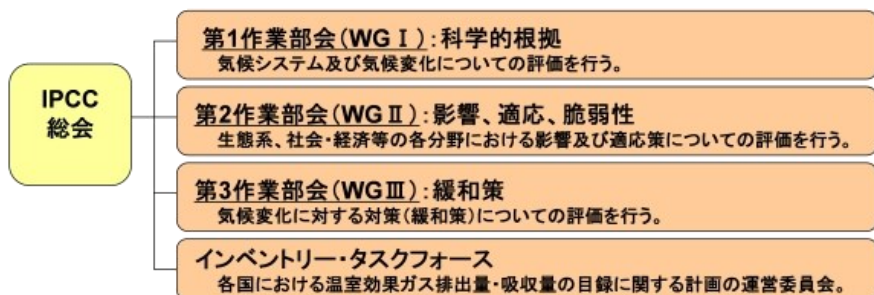 IPCC
総会
第1作業部会(WGⅠ):科学的根拠
気候システム及び気候変化についての評価を行う。
第2作業部会(WGⅡ):影響、適応、脆弱性
生態系、社会・経済等の各分野における影響及び適応策についての評価を行う。
第3作業部会(WGⅢ):緩和策
気候変化に対する対策(緩和策)についての評価を行う。
インベントリー・タスクフォース
各国における温室効果ガス排出量・吸収量の目録に関する計画の運営委員会。